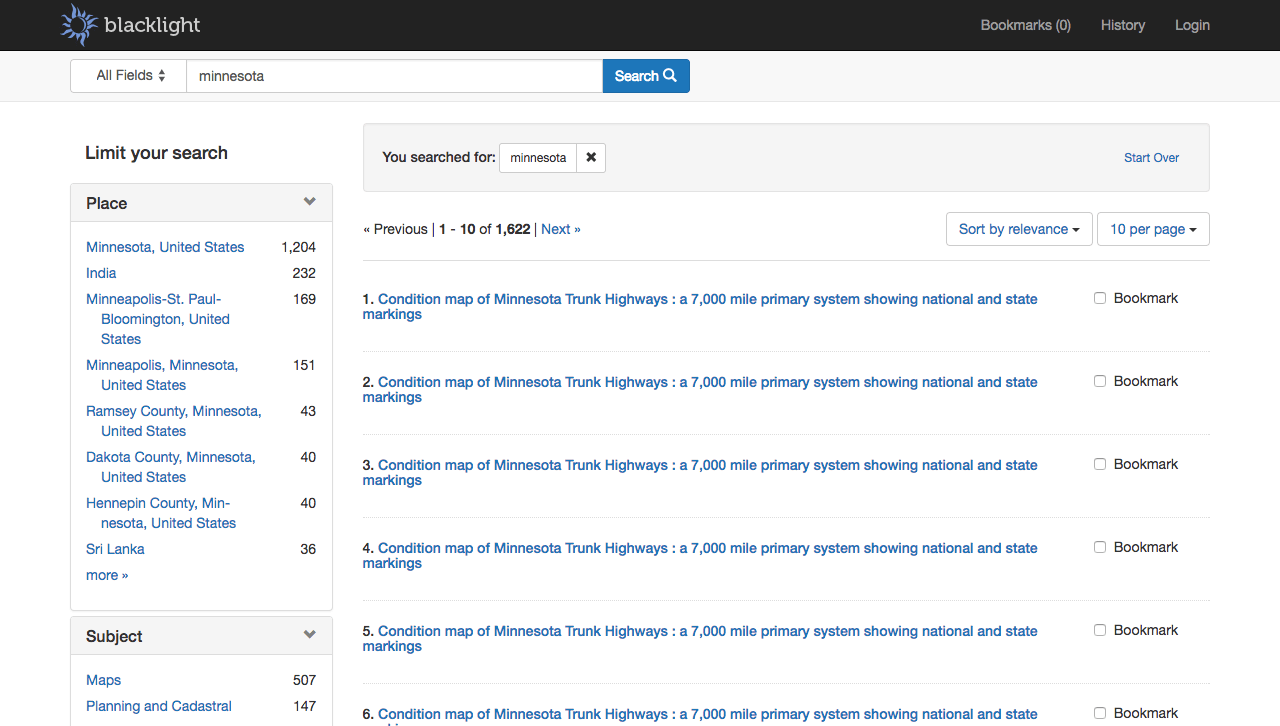 blacklight
Bookmarks (0) History Login
All Fields minnesota Search
Limit your search
Place
Minnesota, United States 1,204
India 232
Minneapolis-St. Paul- 169
Bloomington, United
States
Minneapolis, Minnesota, 151
United States
Ramsey County, Minnesota, 43
United States
Dakota County, Minnesota, 40
United States
Hennepin County, Min- 40
nesota, United States
Sri Lanka 36
more »
Subject
Maps 507
Planning and Cadastral 147
You searched for: minnesota ✖
Start Over
« Previous | 1 - 10 of 1,622 | Next »
Sort by relevance 10 per page
1. Condition map of Minnesota Trunk Highways : a 7,000 mile primary system showing national and state Bookmark
markings
2. Condition map of Minnesota Trunk Highways : a 7,000 mile primary system showing national and state Bookmark
markings
3. Condition map of Minnesota Trunk Highways : a 7,000 mile primary system showing national and state Bookmark
markings
4. Condition map of Minnesota Trunk Highways : a 7,000 mile primary system showing national and state Bookmark
markings
5. Condition map of Minnesota Trunk Highways : a 7,000 mile primary system showing national and state Bookmark
markings
6. Condition map of Minnesota Trunk Highways : a 7,000 mile primary system showing national and state Bookmark